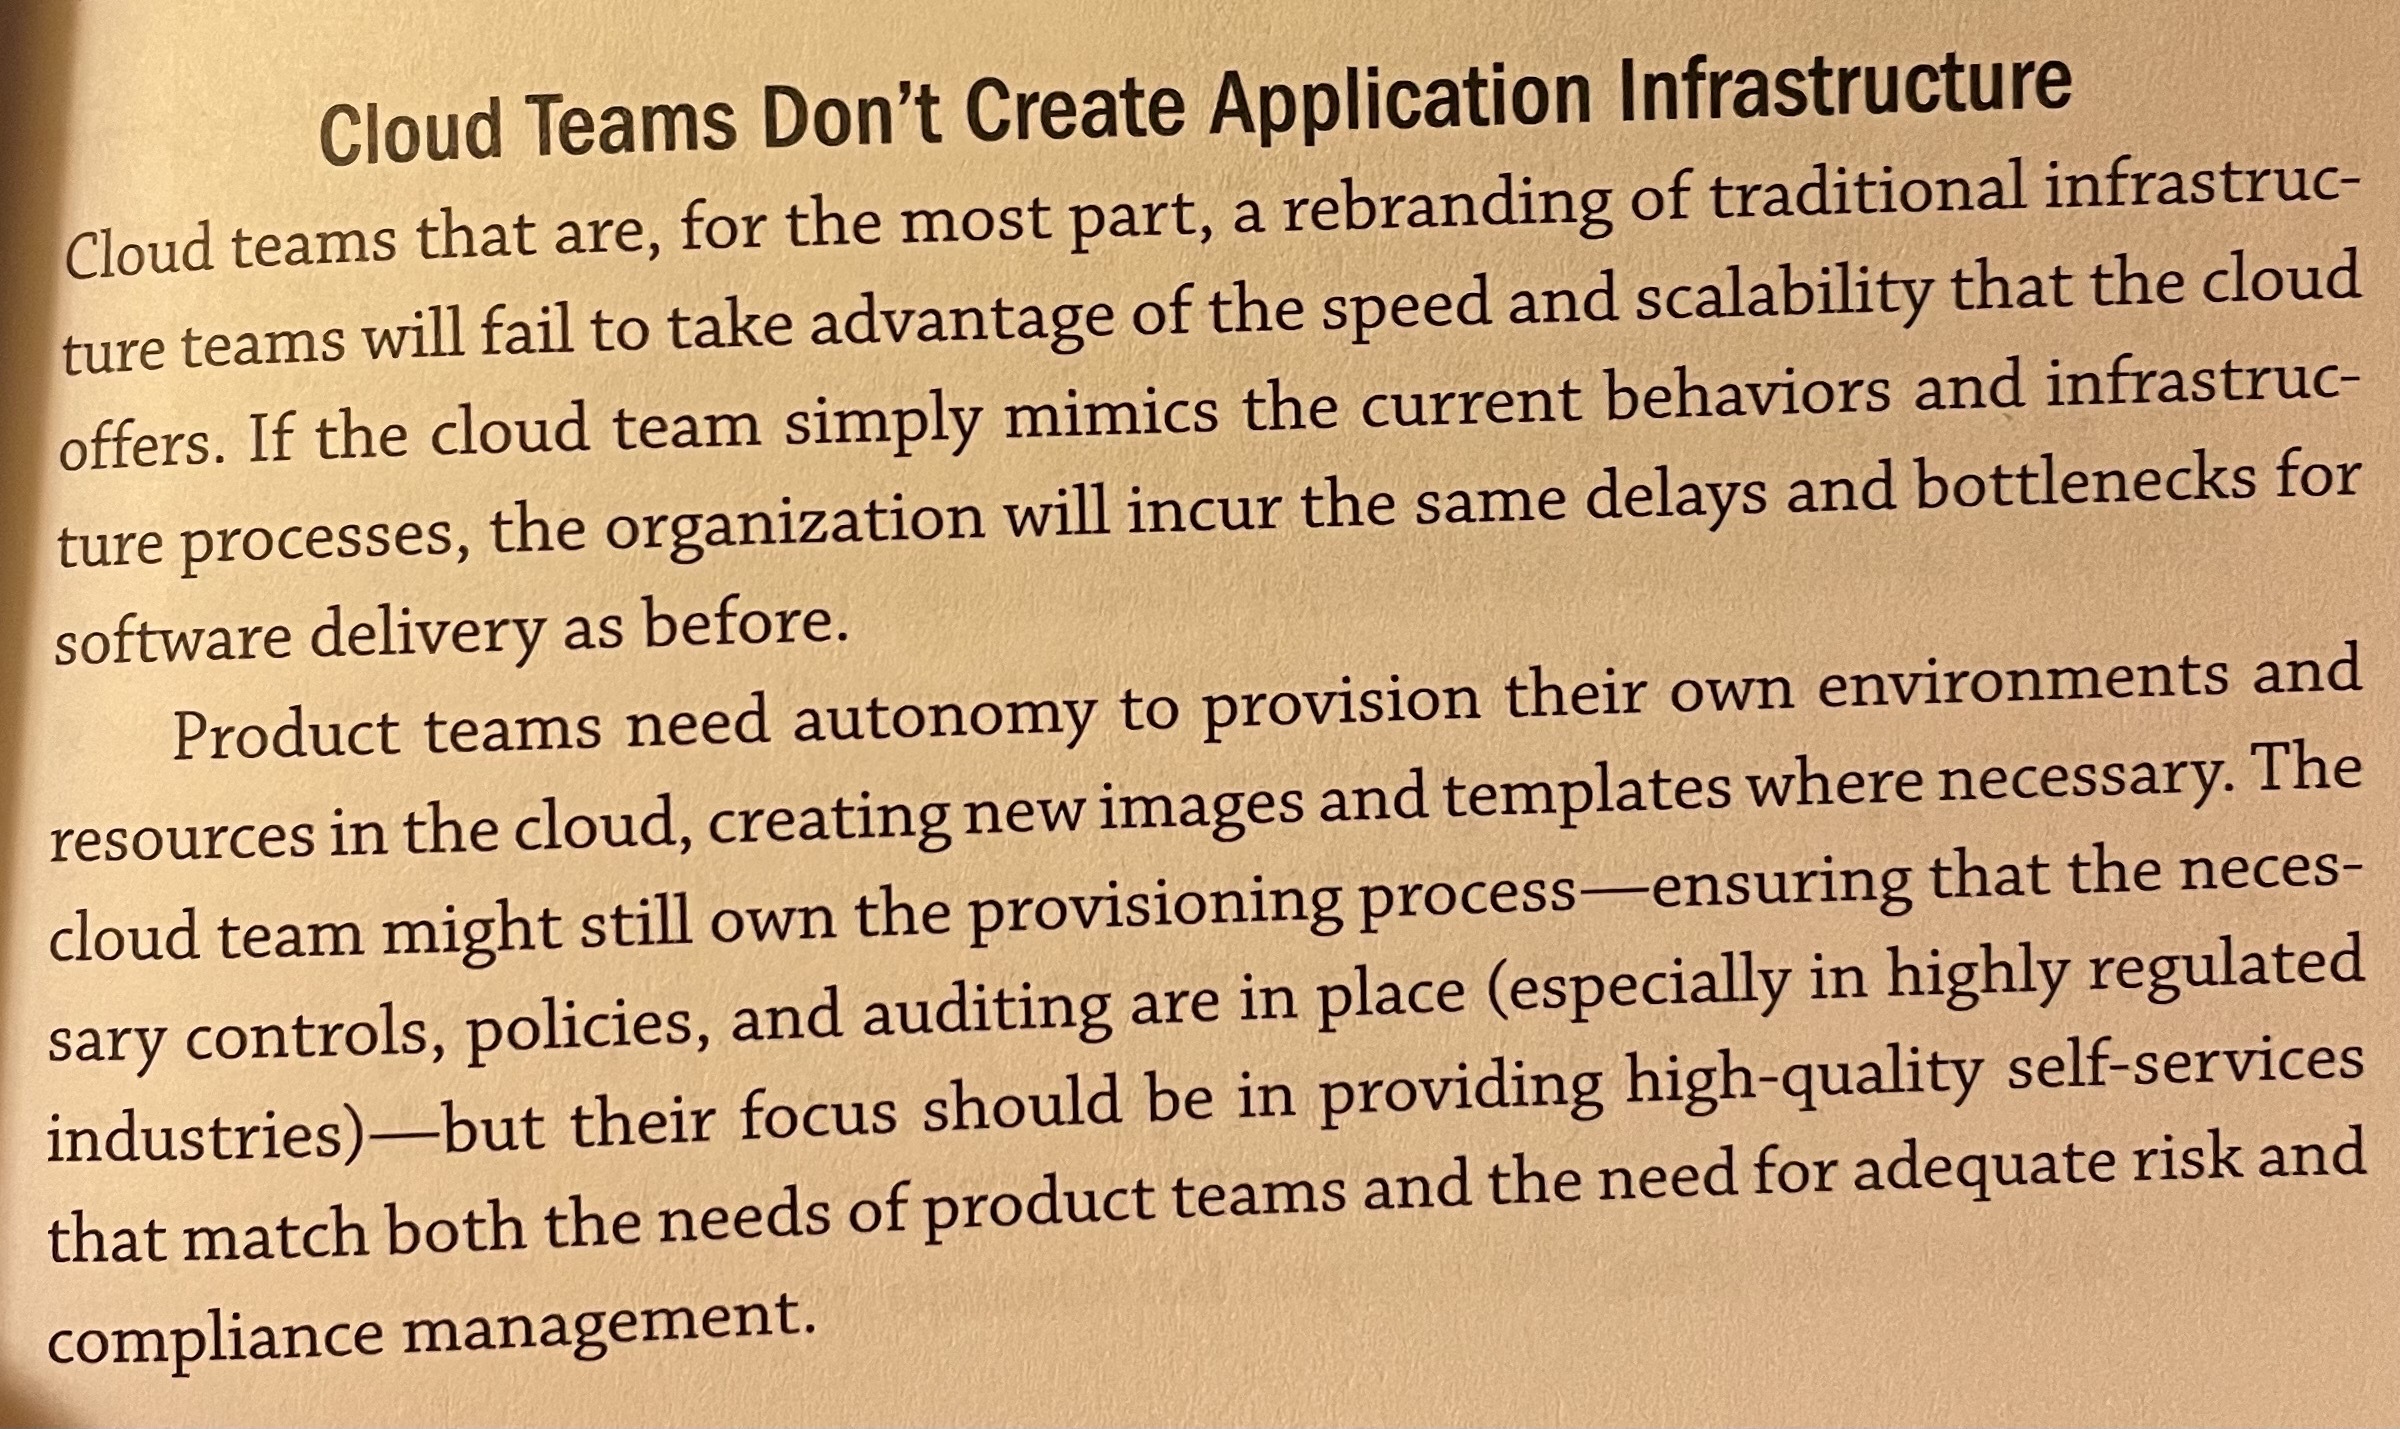 Cloud Teams Don’t Create Application Infrastructure
Cloud teams that are, for the most part, a rebranding of traditional infrastruc-
ture teams will fail to take advantage of the speed and scalability that the cloud
offers. If the cloud team simply mimics the current behaviors and infrastruc-
ture processes, the organization will incur the same delays and bottlenecks for
software delivery as before.
Product teams need autonomy to provision their own environments and
resources in the cloud, creating new images and templates where necessary. The
cloud team might still own the provisioning process—ensuring that the neces-
sary controls, policies, and auditing are in place (especially in highly regulated
industries)—but their focus should be in providing high-quality self-services
that match both the needs of product teams and the need for adequate risk and
compliance management.